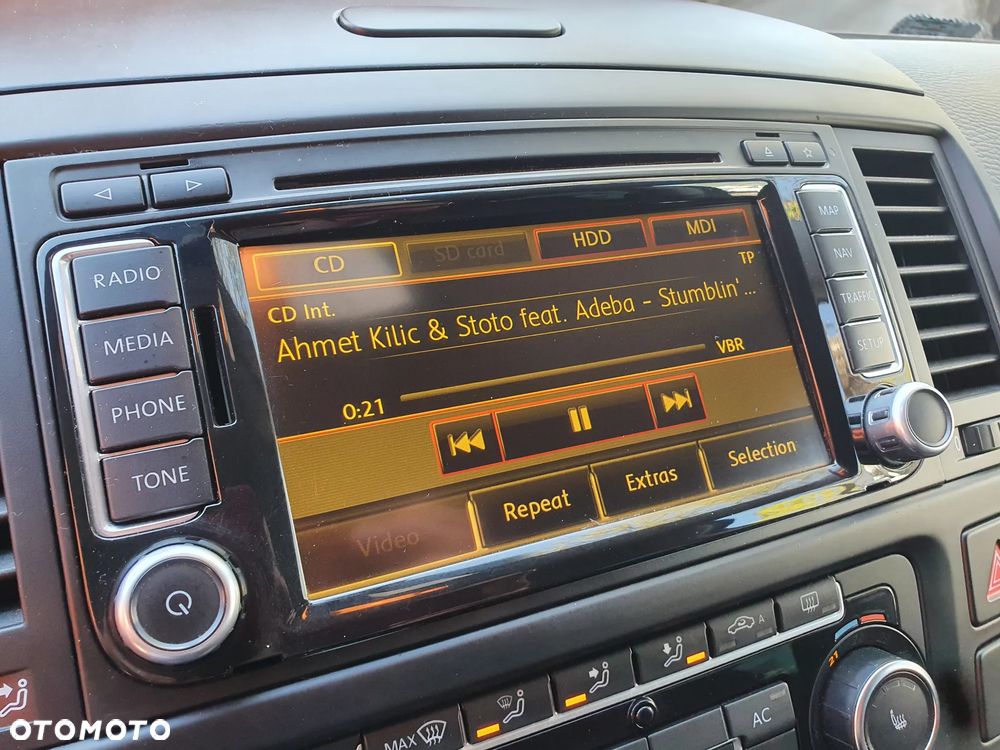 RADIO
MEDIA
PHONE
TONE
CD
SD card
HDD
MDI
TP
CD Int.
Ahmet Kilic & Stoto feat. Adeba - Stumblin' ...
VBR
0:21
Video
Repeat
Extras
Selection
MAP
NAV
TRAFFIC
SETUP
A
MAX
AC
21
OTOMOTO